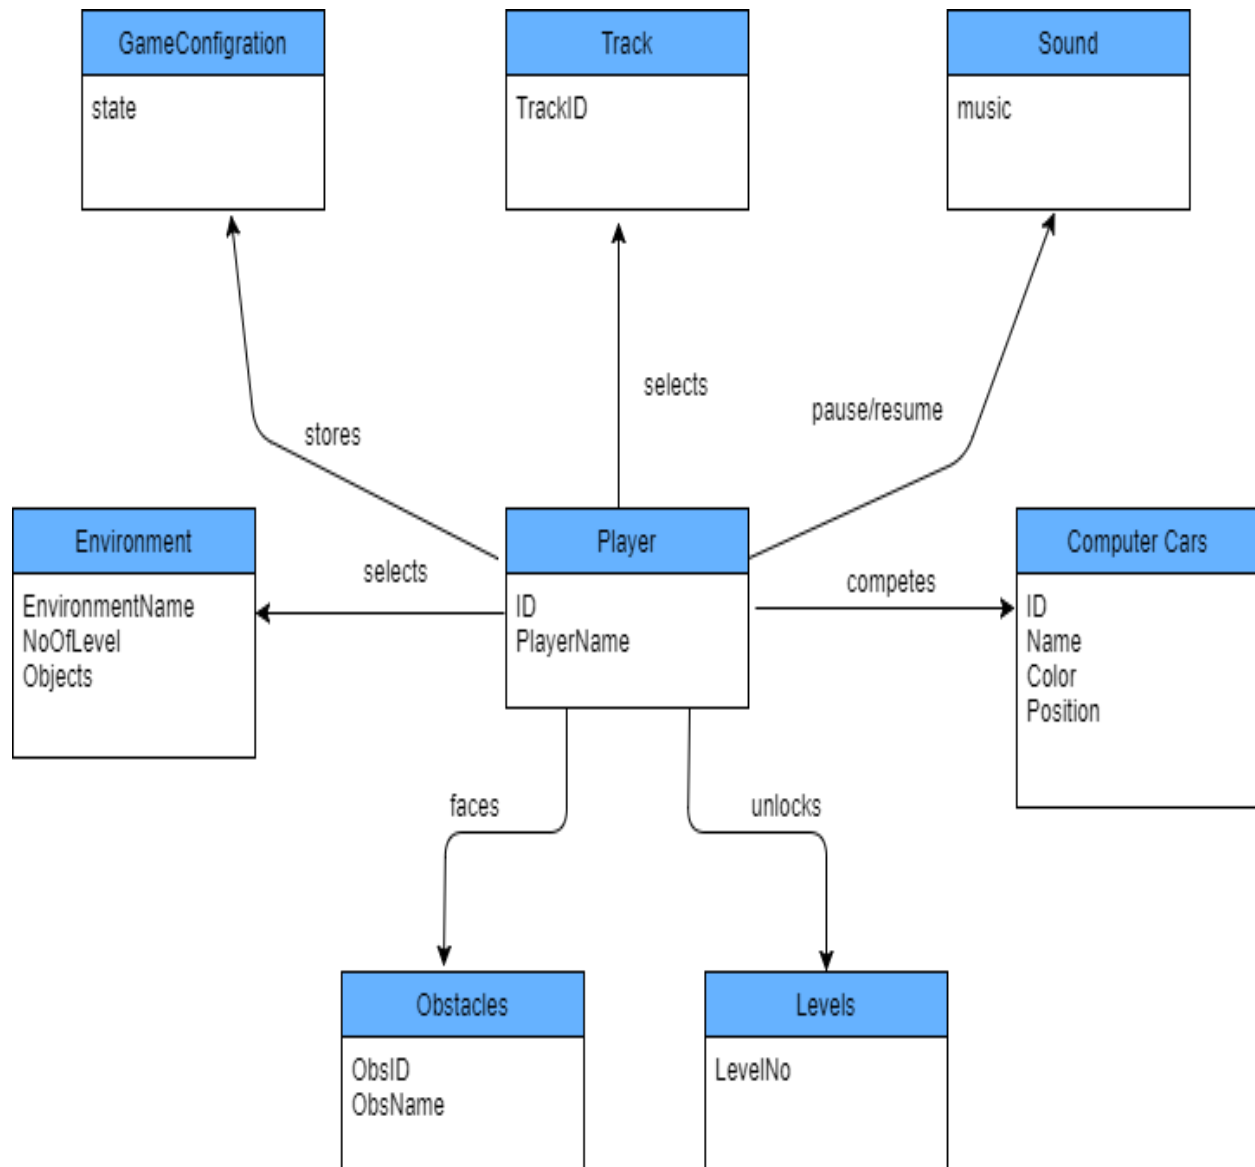 GameConfigration
state
Track
TrackID
Sound
music
stores
selects
pause/resume
Environment
EnvironmentName
NoOfLevel
Objects
selects
Player
ID
PlayerName
competes
Computer Cars
ID
Name
Color
Position
faces
unlocks
Obstacles
ObsID
ObsName
Levels
LevelNo